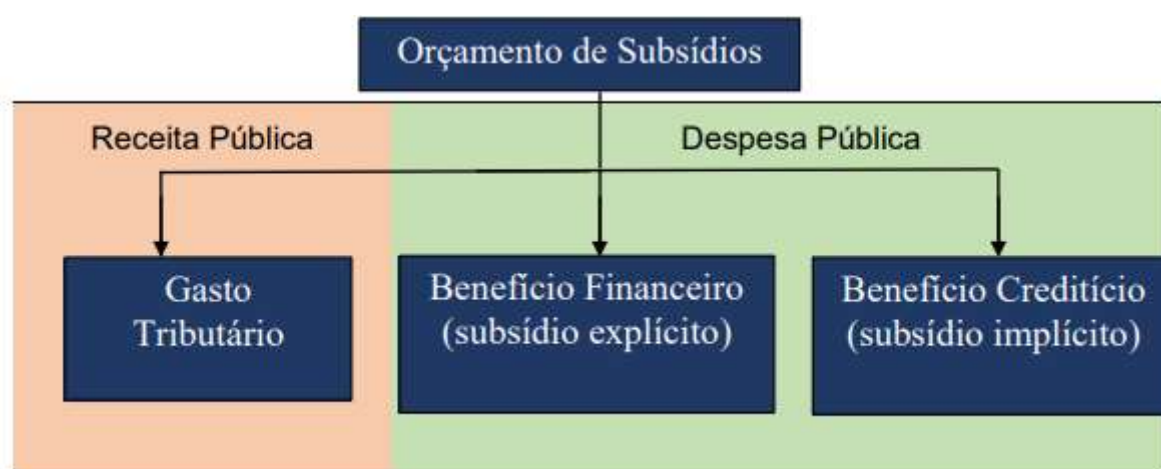 Orçamento de Subsídios
Receita Pública
Despesa Pública
Gasto
Tributário
Benefício Financeiro
(subsídio explícito)
Benefício Creditício
(subsídio implícito)